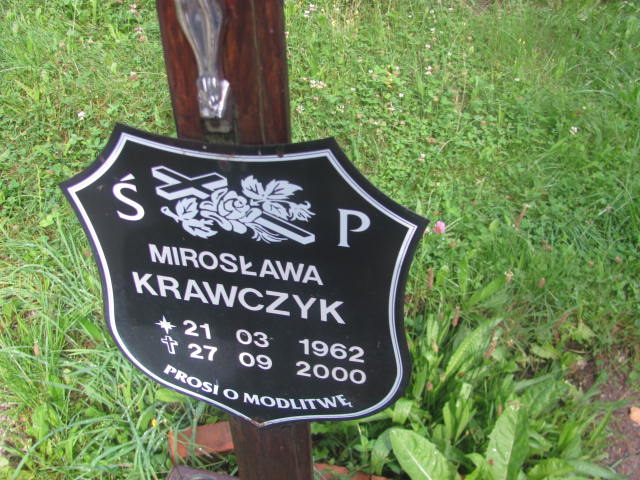 Ś P
MIROSŁAWA
KRAWCZYK
21 03 1962
27 09 2000
PROSI O MODLITWĘ